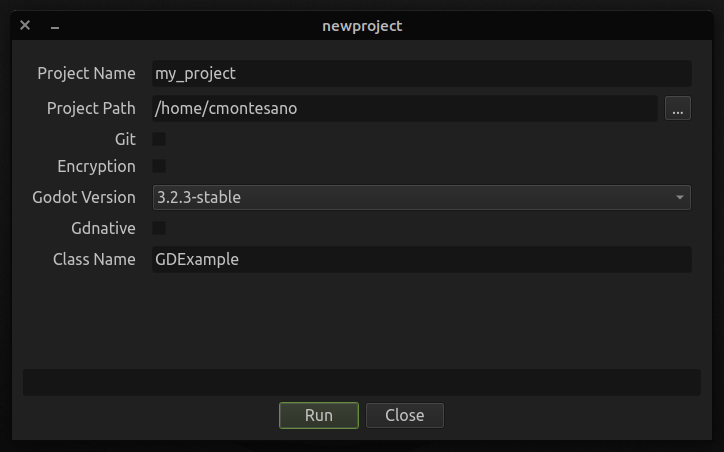 newproject
Project Name my_project
Project Path /home/cmontesano ...
Git
Encryption
Godot Version 3.2.3-stable
Gdnative
Class Name GDExample
Run Close